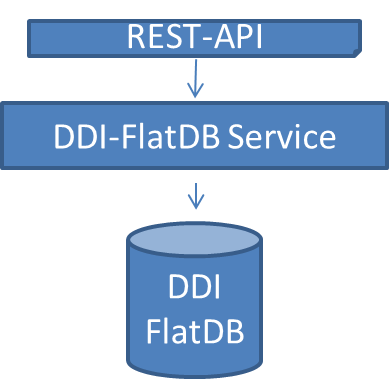 REST-API
DDI-FlatDB Service
DDI
FlatDB